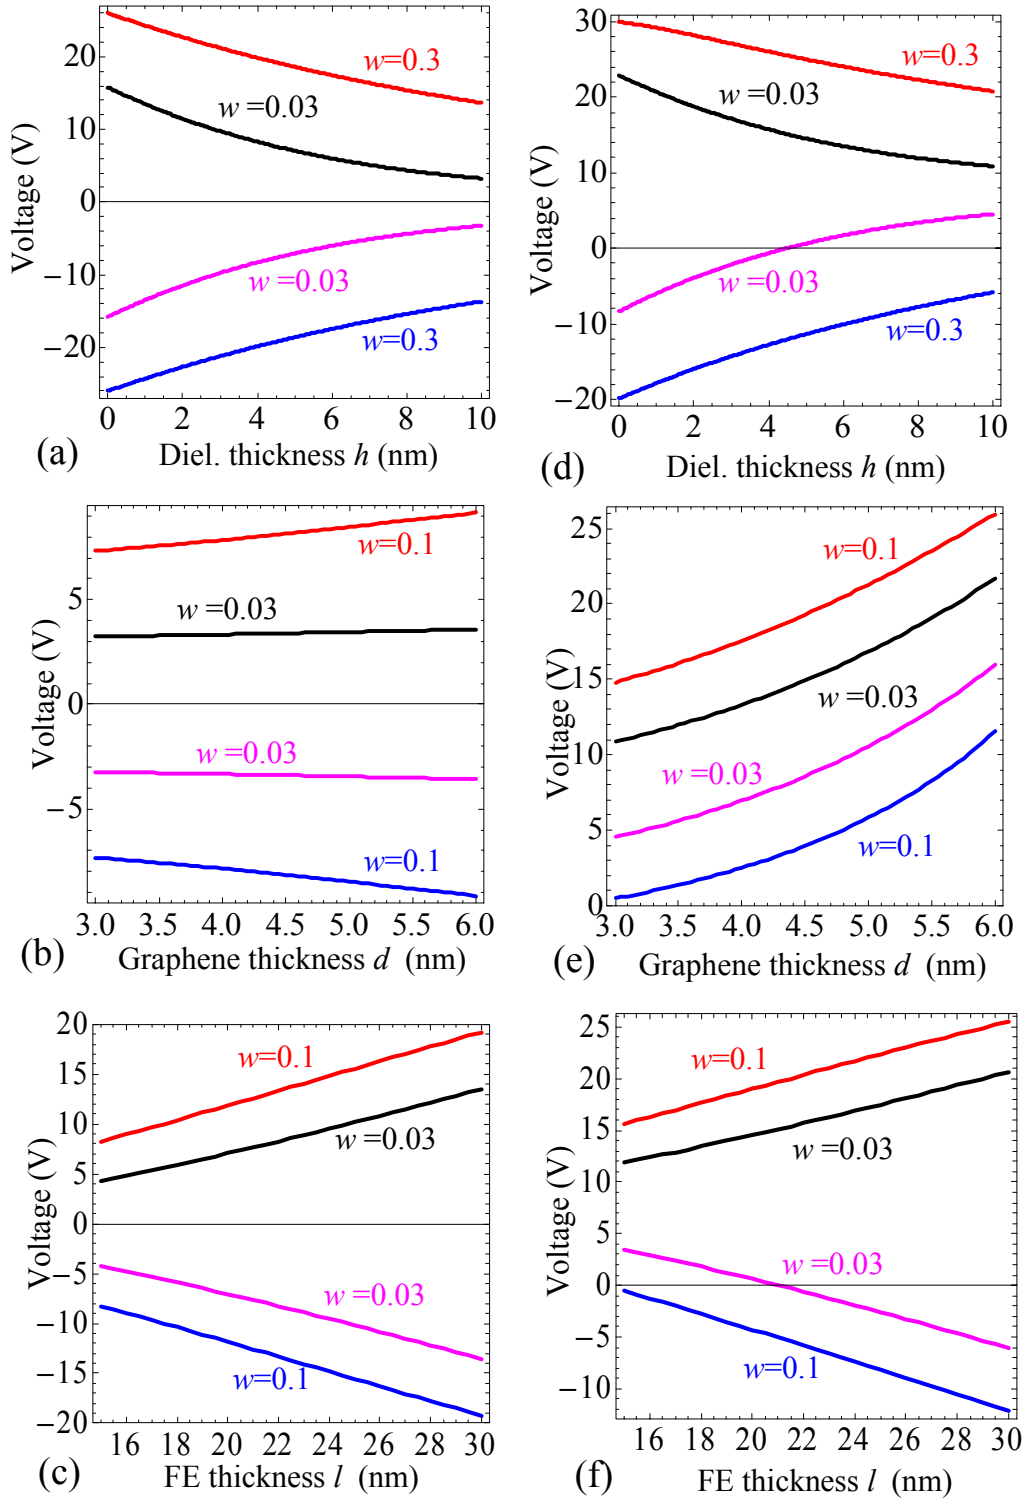 20
10
0
−10
−20
Voltage (V)
w=0.3
w =0.03
w =0.03
w=0.3
0 2 4 6 8 10
(a)
Diel. thickness h (nm)
30
20
10
0
−10
−20
Voltage (V)
w=0.3
w =0.03
w =0.03
w=0.3
0 2 4 6 8 10
(d)
Diel. thickness h (nm)
5
0
−5
Voltage (V)
w=0.1
w =0.03
w =0.03
w=0.1
3.0 3.5 4.0 4.5 5.0 5.5 6.0
(b)
Graphene thickness d (nm)
25
20
15
10
5
0
Voltage (V)
w=0.1
w =0.03
w =0.03
w=0.1
3.0 3.5 4.0 4.5 5.0 5.5 6.0
(e)
Graphene thickness d (nm)
20
15
10
5
0
−5
−10
−15
−20
Voltage (V)
w=0.1
w =0.03
w =0.03
w=0.1
16 18 20 22 24 26 28 30
(c)
FE thickness l (nm)
25
20
15
10
5
0
−5
−10
Voltage (V)
w=0.1
w =0.03
w =0.03
w=0.1
16 18 20 22 24 26 28 30
(f)
FE thickness l (nm)